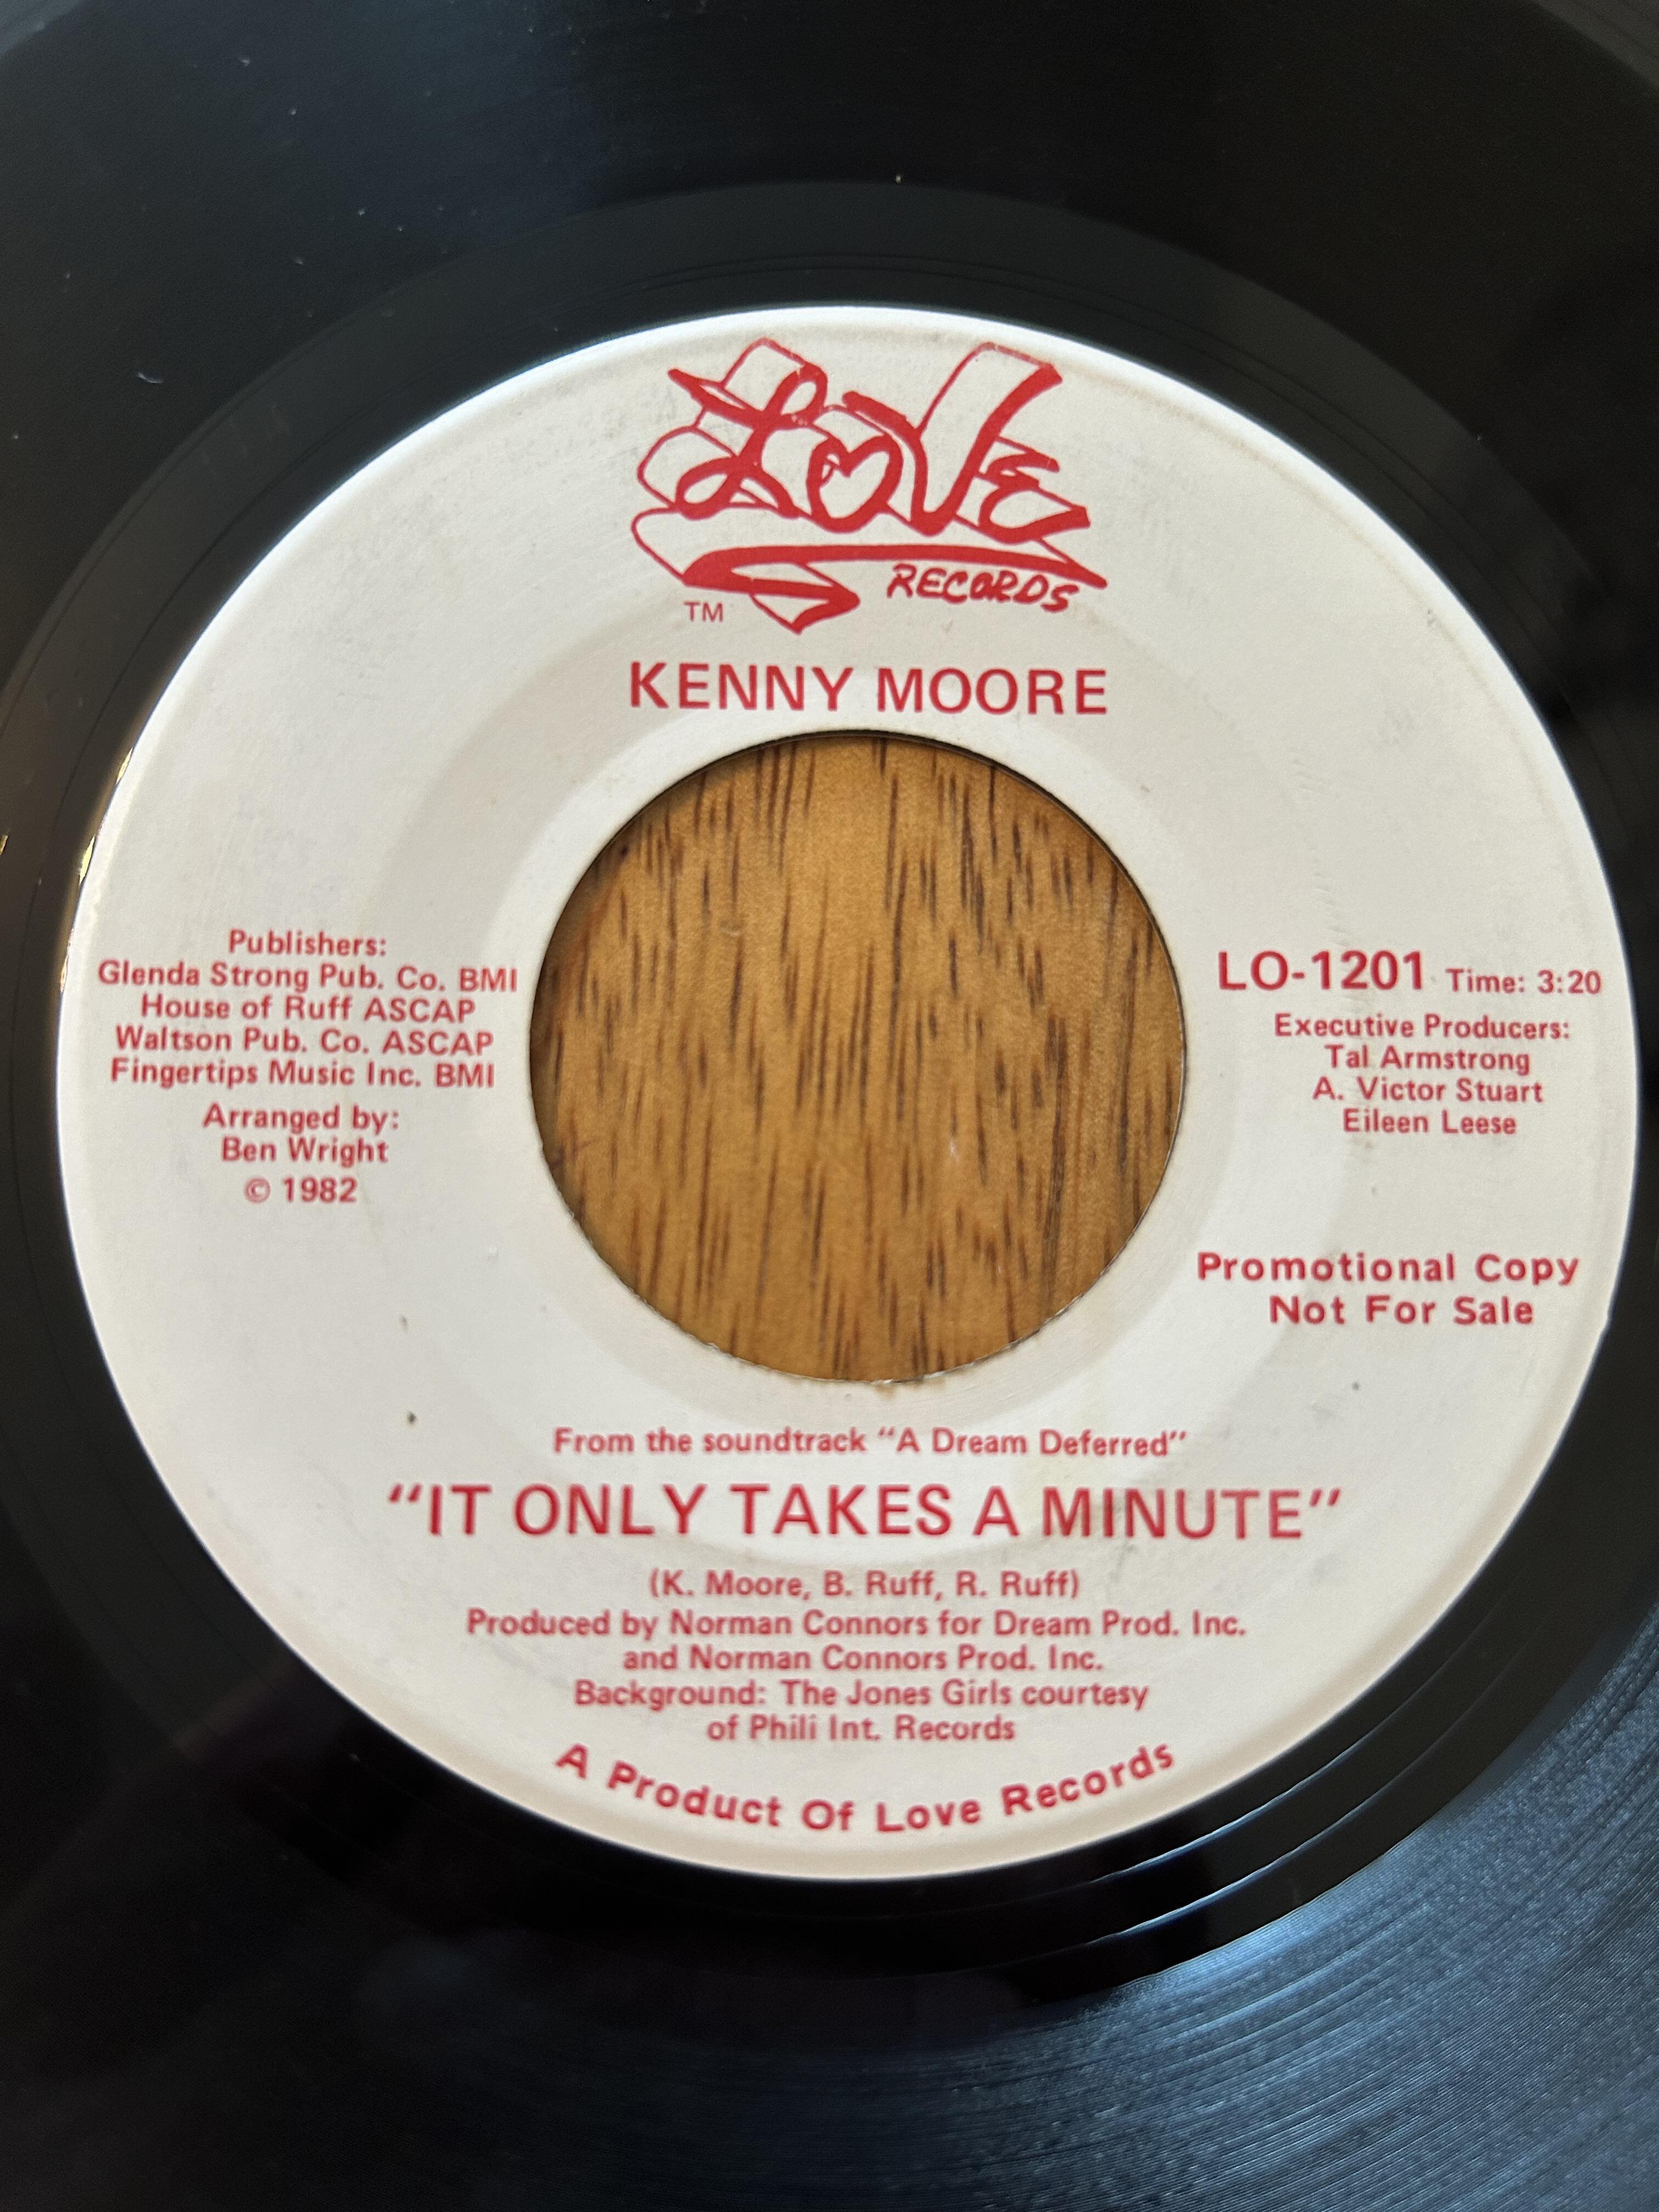 LoVe
RECORDS
TM
KENNY MOORE
Publishers:
Glenda Strong Pub. Co. BMI
House of Ruff ASCAP
Waltson Pub. Co. ASCAP
Fingertips Music Inc. BMI
Arranged by:
Ben Wright
© 1982
LO-1201 Time: 3:20
Executive Producers:
Tal Armstrong
A. Victor Stuart
Eileen Leese
Promotional Copy
Not For Sale
From the soundtrack "A Dream Deferred"
"IT ONLY TAKES A MINUTE"
(K. Moore, B. Ruff, R. Ruff)
Produced by Norman Connors for Dream Prod. Inc.
and Norman Connors Prod. Inc.
Background: The Jones Girls courtesy
of Phili Int. Records
A Product Of Love Records